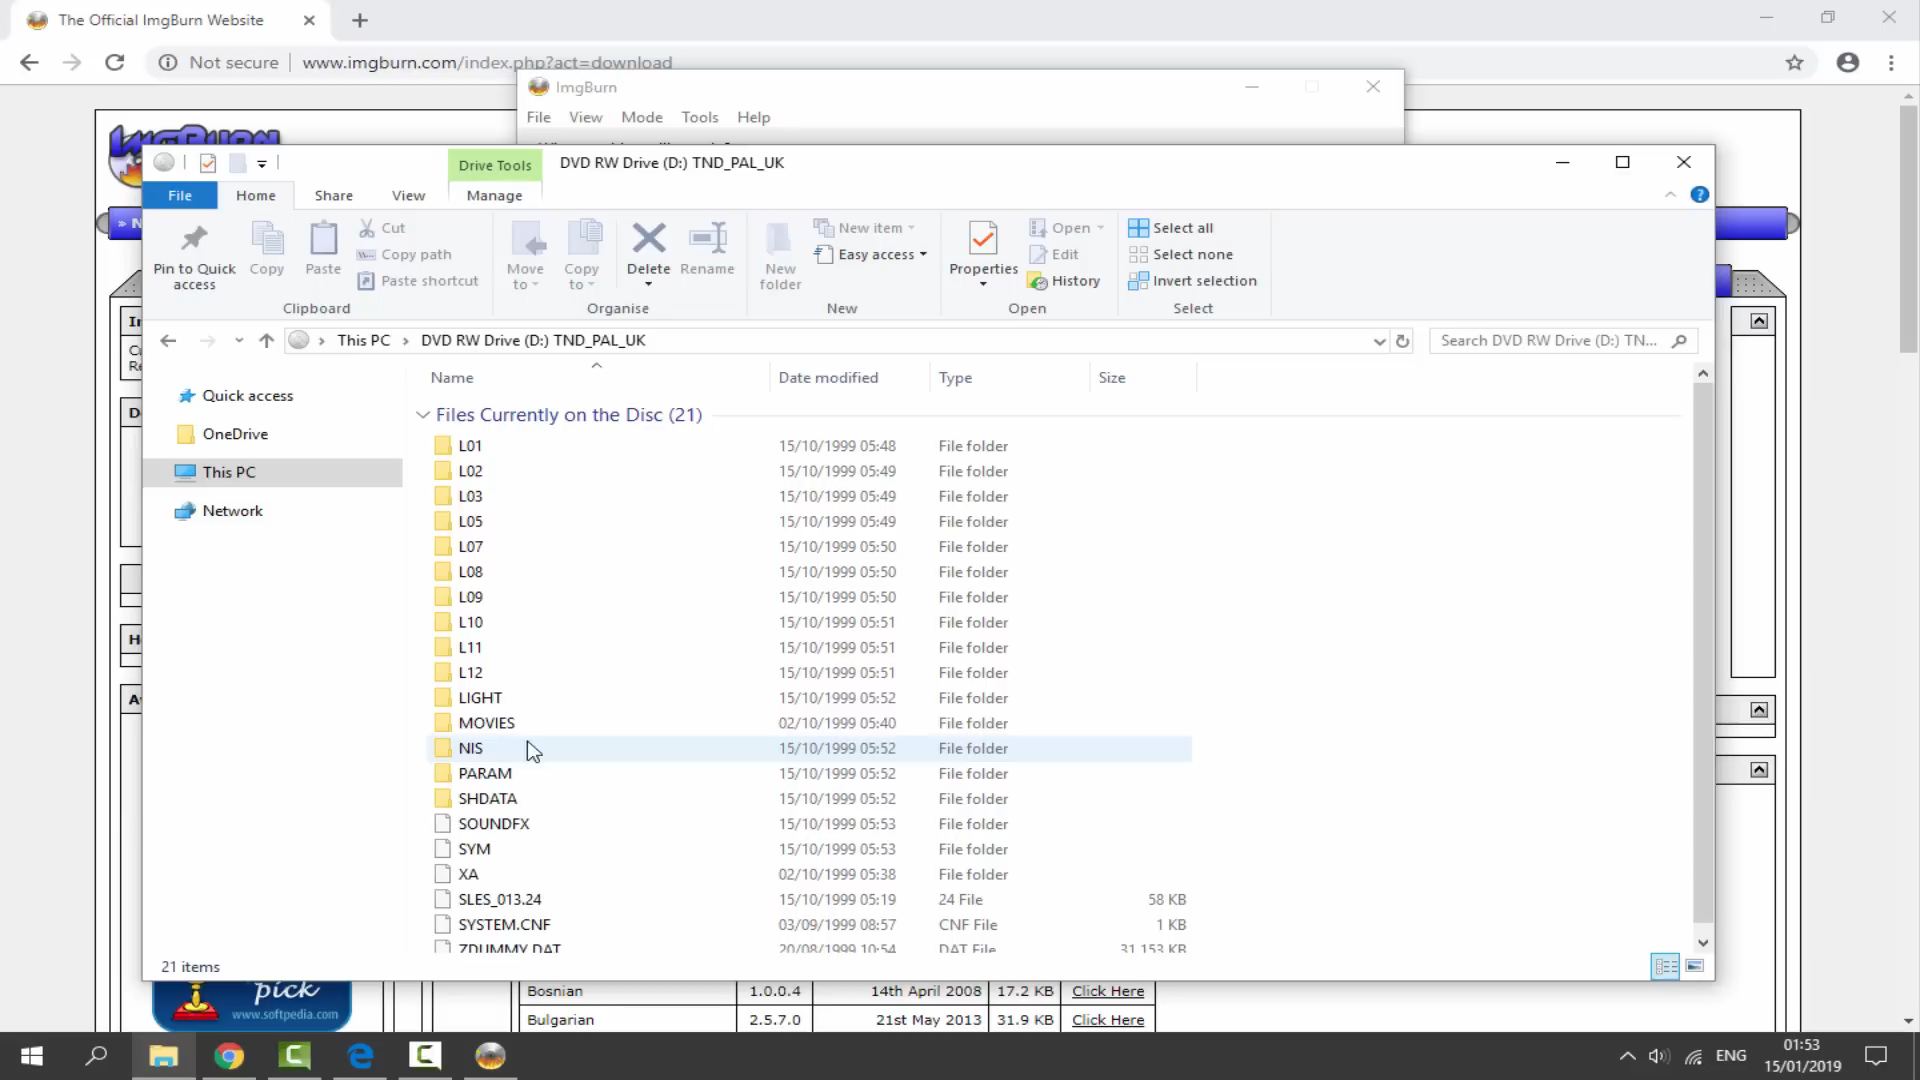 The Official ImgBurn Website
Not secure
www.imgburn.com/index.php?act=download
ImgBurn
File View Mode Tools Help
Drive Tools
DVD RW Drive (D:) TND_PAL_UK
File Home Share View Manage
Pin to Quick access
Copy
Paste
Cut
Copy path
Paste shortcut
Clipboard
Move to
Copy to
Delete
Rename
Organise
New folder
New item
Easy access
New
Properties
Open
Edit
History
Open
Select all
Select none
Invert selection
Select
This PC
DVD RW Drive (D:) TND_PAL_UK
Search DVD RW Drive (D:) TN...
Quick access
OneDrive
This PC
Network
Name Date modified Type Size
Files Currently on the Disc (21)
L01 15/10/1999 05:48 File folder
L02 15/10/1999 05:49 File folder
L03 15/10/1999 05:49 File folder
L05 15/10/1999 05:49 File folder
L07 15/10/1999 05:50 File folder
L08 15/10/1999 05:50 File folder
L09 15/10/1999 05:50 File folder
L10 15/10/1999 05:51 File folder
L11 15/10/1999 05:51 File folder
L12 15/10/1999 05:51 File folder
LIGHT 15/10/1999 05:52 File folder
MOVIES 02/10/1999 05:40 File folder
NIS 15/10/1999 05:52 File folder
PARAM 15/10/1999 05:52 File folder
SHDATA 15/10/1999 05:52 File folder
SOUNDFX 15/10/1999 05:53 File folder
SYM 15/10/1999 05:53 File folder
XA 02/10/1999 05:38 File folder
SLES_013.24 15/10/1999 05:19 24 File 58 KB
SYSTEM.CNF 03/09/1999 08:57 CNF File 1 KB
ZDUMMY.DAT 20/08/1999 10:54 DAT File 31,153 KB
21 items
pick
www.softpedia.com
Bosnian 1.0.0.4 14th April 2008 17.2 KB Click Here
Bulgarian 2.5.7.0 21st May 2013 31.9 KB Click Here
ENG
01:53
15/01/2019